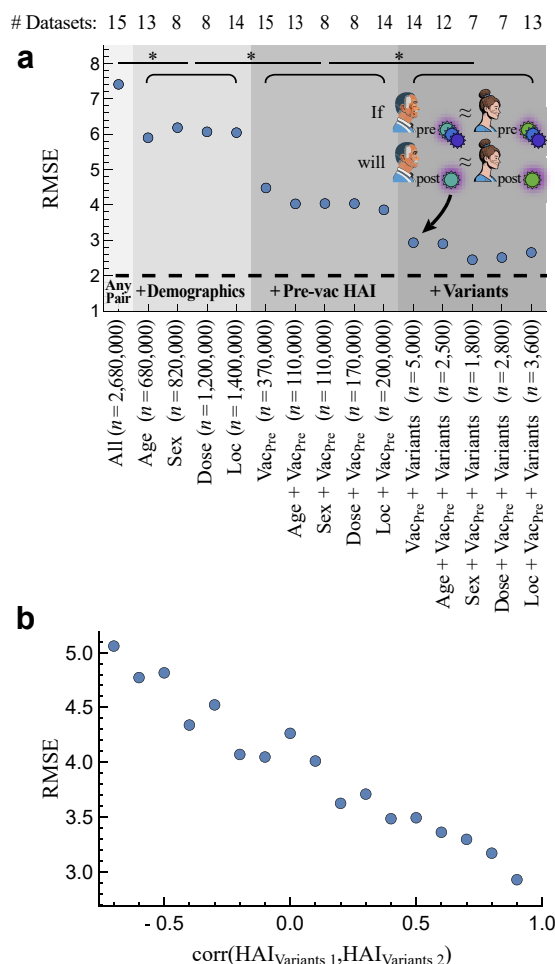 # Datasets: 15 13 8 8 14 15 13 8 8 14 14 12 7 7 13
a
* * *
8
7
6
5
4
3
2
1
RMSE
If pre ≈ pre
will post ≈ post
Any
Pair
+Demographics
+Pre-vac HAI
+Variants
All (n=2,680,000)
Age (n=680,000)
Sex (n=820,000)
Dose (n=1,200,000)
Loc (n=1,400,000)
VacPre (n=370,000)
Age + VacPre (n=110,000)
Sex + VacPre (n=110,000)
Dose + VacPre (n=170,000)
Loc + VacPre (n=200,000)
VacPre + Variants (n=5,000)
Age + VacPre + Variants (n=2,500)
Sex + VacPre + Variants (n=1,800)
Dose + VacPre + Variants (n=2,800)
Loc + VacPre + Variants (n=3,600)
b
5.0
4.5
4.0
3.5
3.0
RMSE
-0.5 0.0 0.5 1.0
corr(HAIVariants 1,HAIVariants 2)